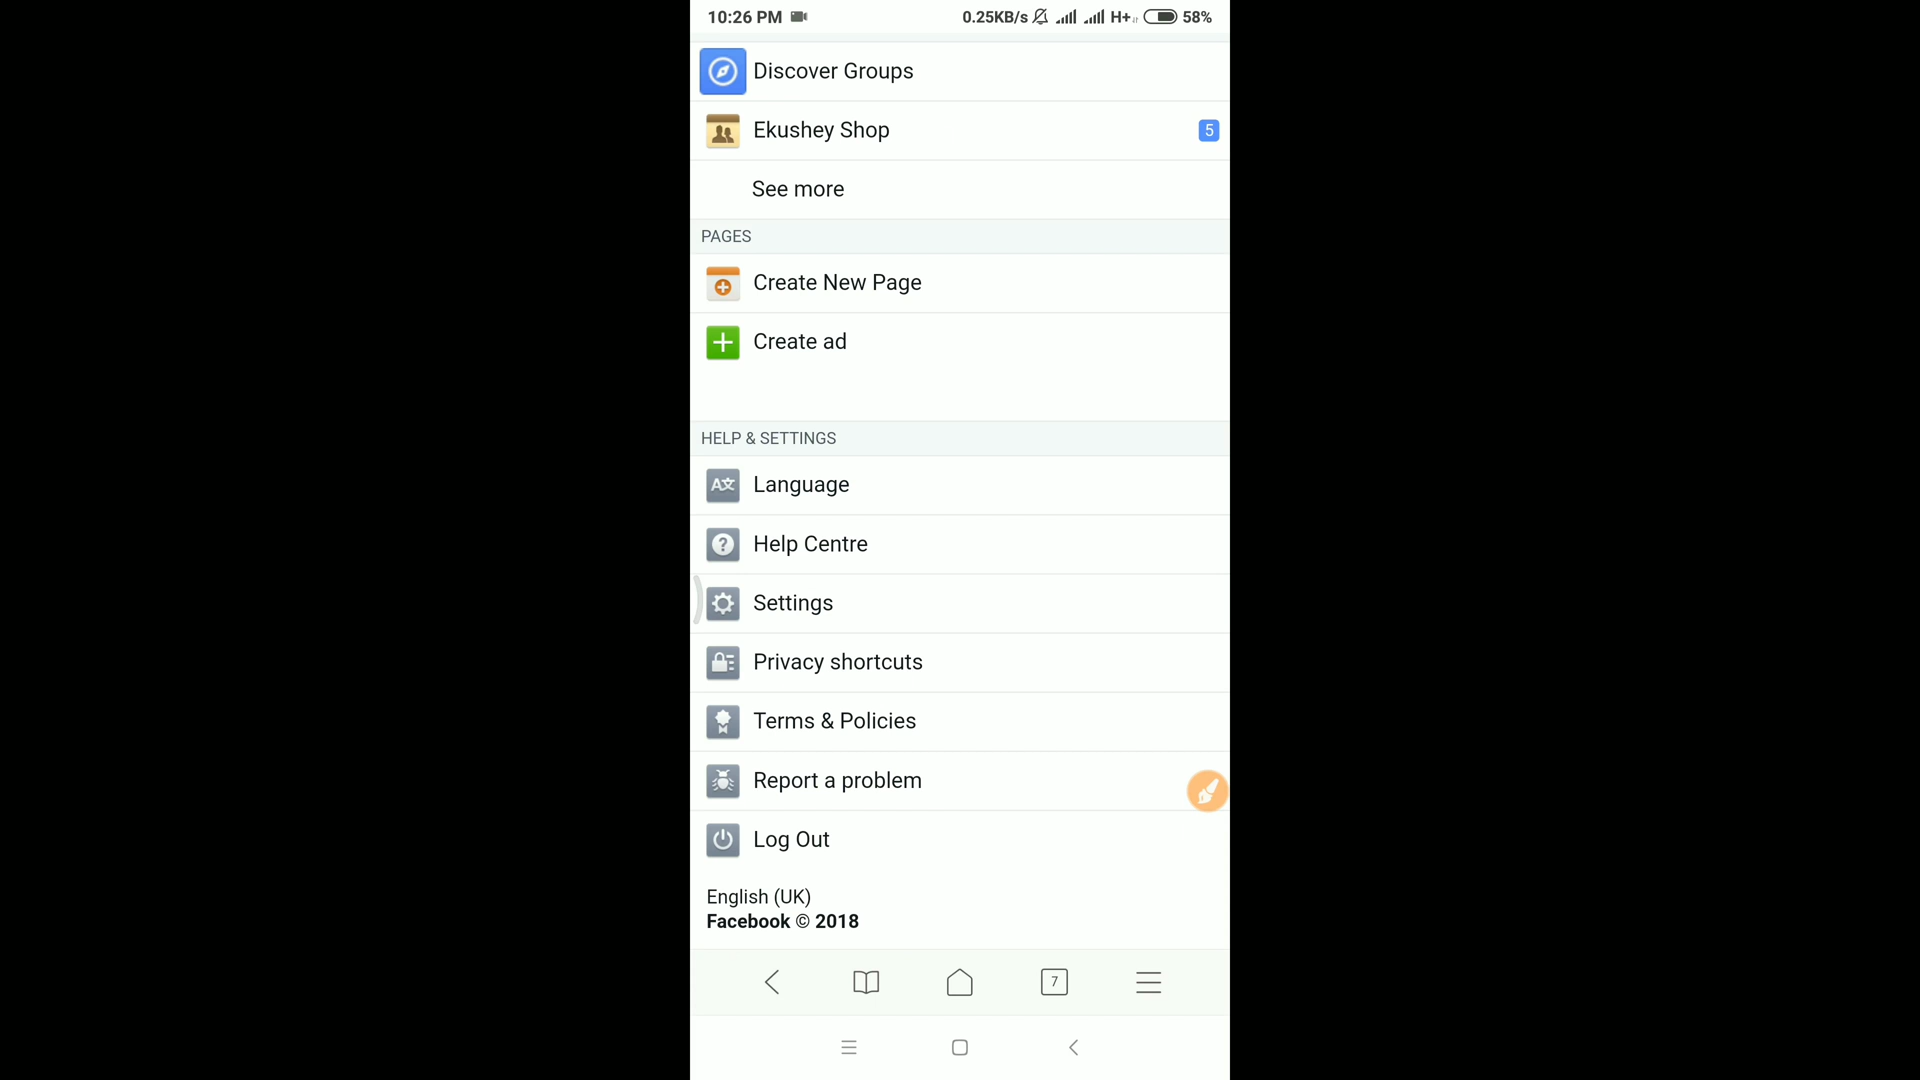 10:26 PM 0.25KB/s H+ 58%
Discover Groups
Ekushey Shop 5
See more
PAGES
Create New Page
Create ad
HELP & SETTINGS
Language
Help Centre
Settings
Privacy shortcuts
Terms & Policies
Report a problem
Log Out
English (UK)
Facebook © 2018
7